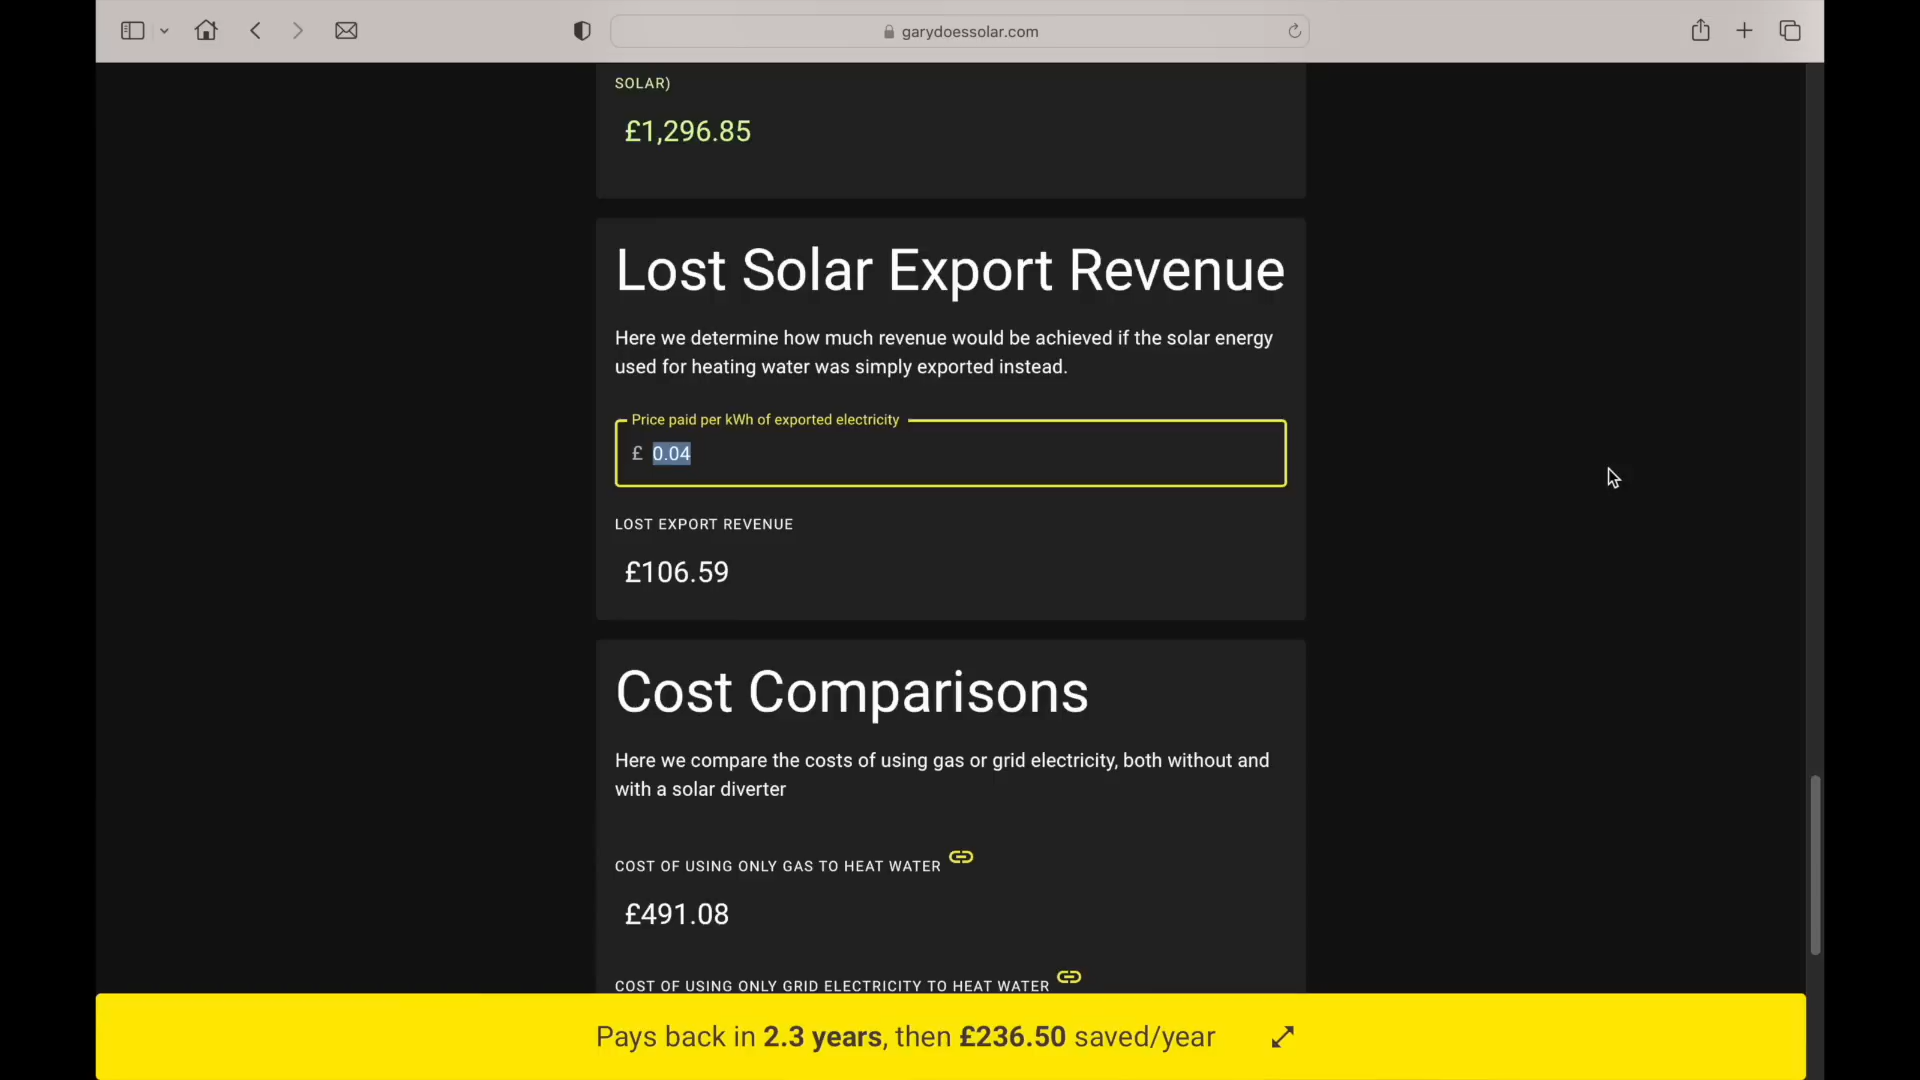 garydoessolar.com
SOLAR)
£1,296.85
Lost Solar Export Revenue
Here we determine how much revenue would be achieved if the solar energy
used for heating water was simply exported instead.
Price paid per kWh of exported electricity
£ 0.04
LOST EXPORT REVENUE
£106.59
Cost Comparisons
Here we compare the costs of using gas or grid electricity, both without and
with a solar diverter
COST OF USING ONLY GAS TO HEAT WATER
£491.08
COST OF USING ONLY GRID ELECTRICITY TO HEAT WATER
Pays back in 2.3 years, then £236.50 saved/year